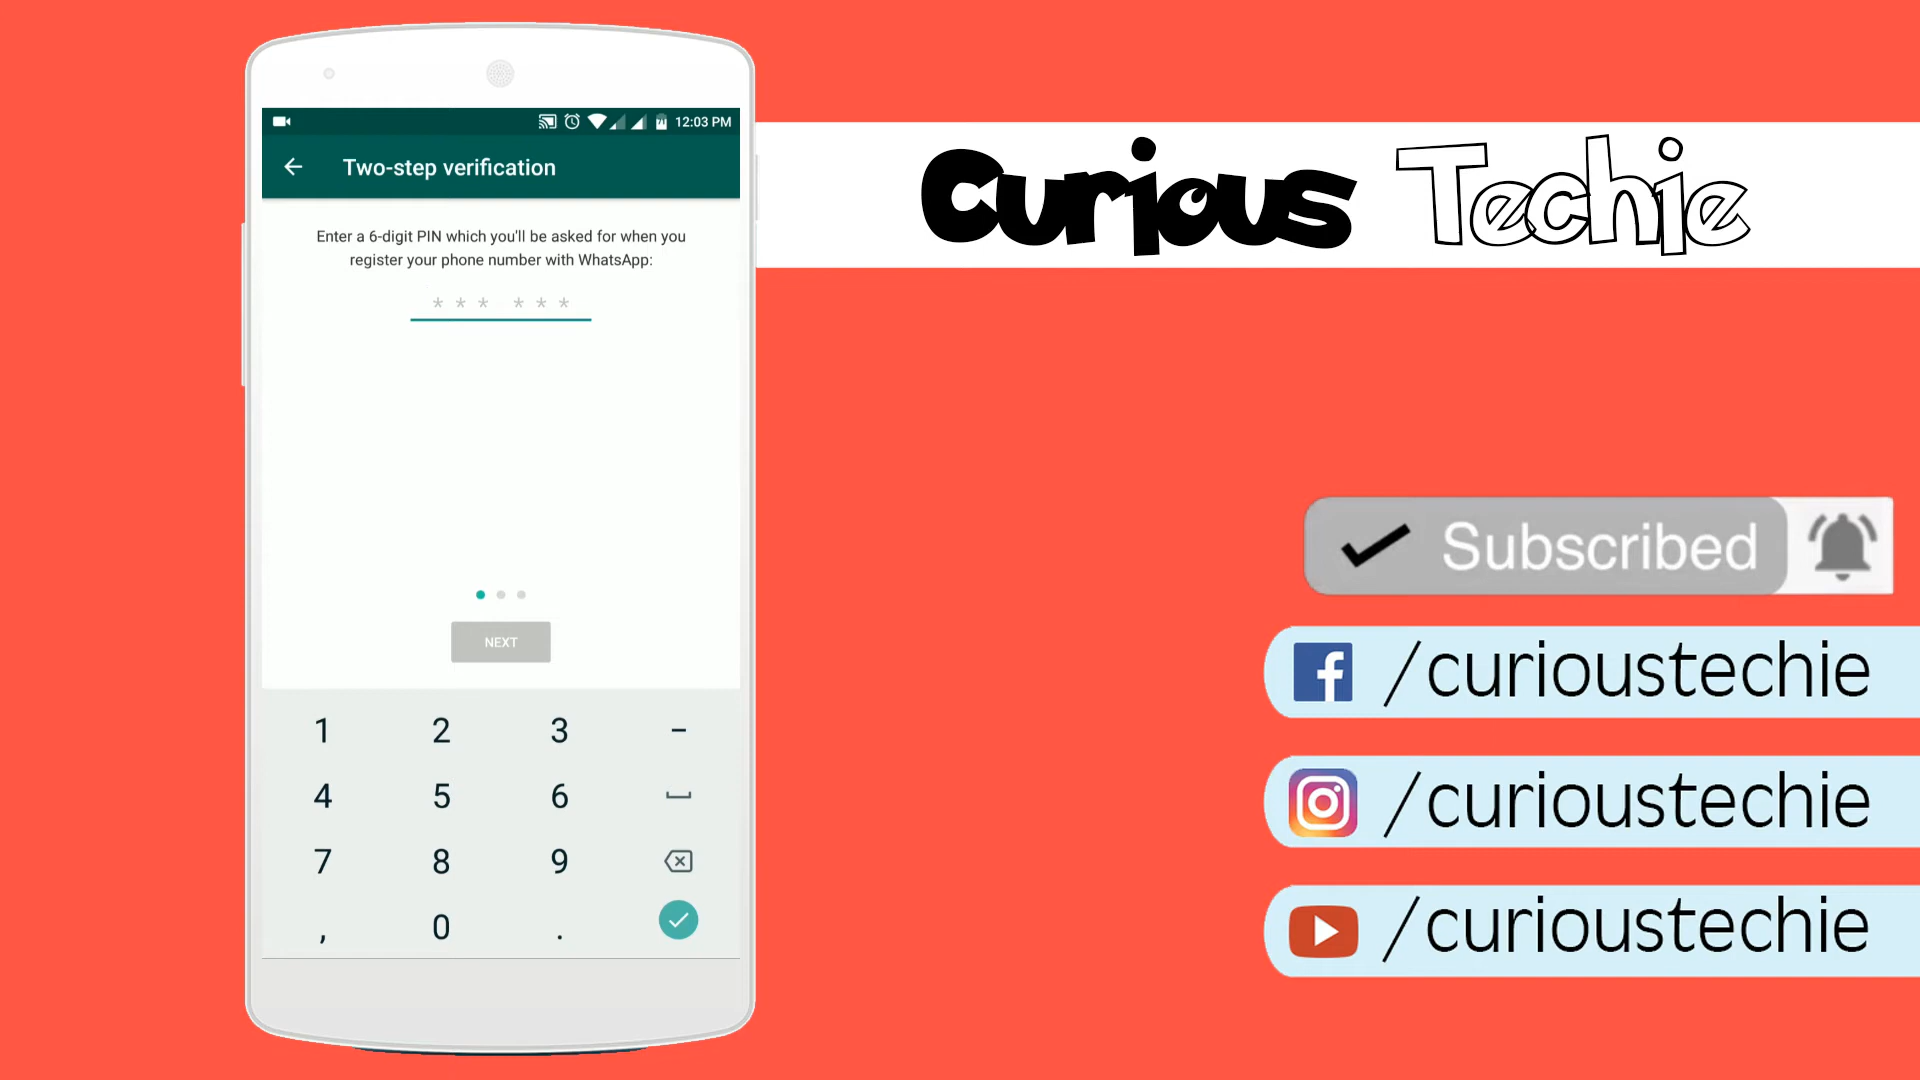 12:03 PM
Two-step verification
Enter a 6-digit PIN which you'll be asked for when you
register your phone number with WhatsApp:
* * * * * *
NEXT
1 2 3 –
4 5 6
7 8 9
, 0 .
Curious Techie
Subscribed
/curioustechie
/curioustechie
/curioustechie